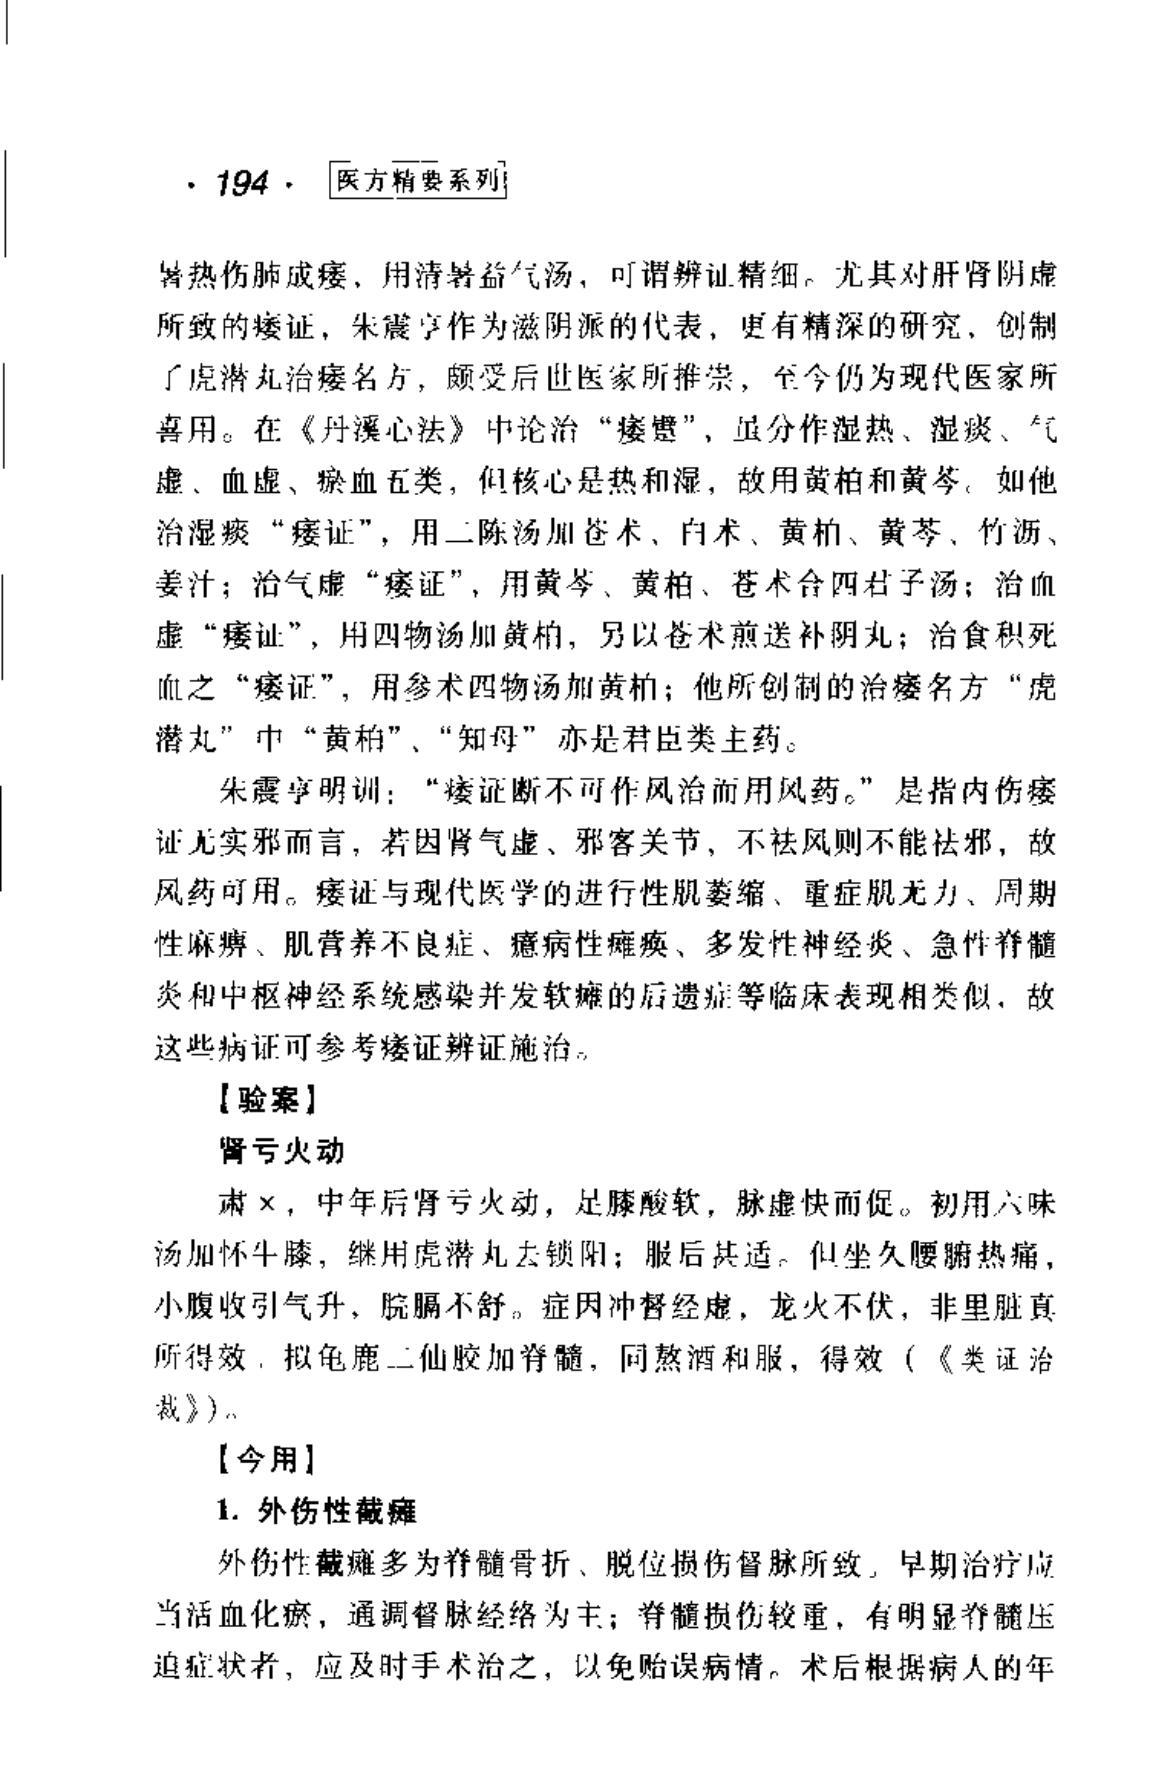 · 194 · 医方精要系列
暑热伤肺成痿，用清暑益气汤，可谓辨证精细。尤其对肝肾阴虚
所致的痿证，朱震亨作为滋阴派的代表，更有精深的研究，创制
了虎潜丸治痿名方，颇受后世医家所推崇，至今仍为现代医家所
喜用。在《丹溪心法》中论治“痿躄”，虽分作湿热、湿痰、气
虚、血虚、瘀血五类，但核心是热和湿，故用黄柏和黄芩。如他
治湿痰“痿证”，用二陈汤加苍术、白术、黄柏、黄芩、竹沥、
姜汁；治气虚“痿证”，用黄芩、黄柏、苍术合四君子汤；治血
虚“痿证”，用四物汤加黄柏，另以苍术煎送补阴丸；治食积死
血之“痿证”，用参术四物汤加黄柏；他所创制的治痿名方“虎
潜丸”中“黄柏”、“知母”亦是君臣类主药。
朱震亨明训：“痿证断不可作风治而用风药。”是指内伤痿
证无实邪而言，若因肾气虚、邪客关节，不祛风则不能祛邪，故
风药可用。痿证与现代医学的进行性肌萎缩、重症肌无力、周期
性麻痹、肌营养不良症、癔病性瘫痪、多发性神经炎、急性脊髓
炎和中枢神经系统感染并发软瘫的后遗症等临床表现相类似，故
这些病证可参考痿证辨证施治。
【验案】
肾亏火动
肃×，中年后肾亏火动，足膝酸软，脉虚快而促。初用六味
汤加怀牛膝，继用虎潜丸去锁阳；服后甚适。但坐久腰腑热痛，
小腹收引气升，脘膈不舒。症因冲督经虚，龙火不伏，非里脏真
所得效，拟龟鹿二仙胶加脊髓，同熬酒和服，得效（《类证治
裁》）。
【今用】
1. 外伤性截瘫
外伤性截瘫多为脊髓骨折、脱位损伤督脉所致。早期治疗应
当活血化瘀，通调督脉经络为主；脊髓损伤较重，有明显脊髓压
迫症状者，应及时手术治之，以免贻误病情。术后根据病人的年